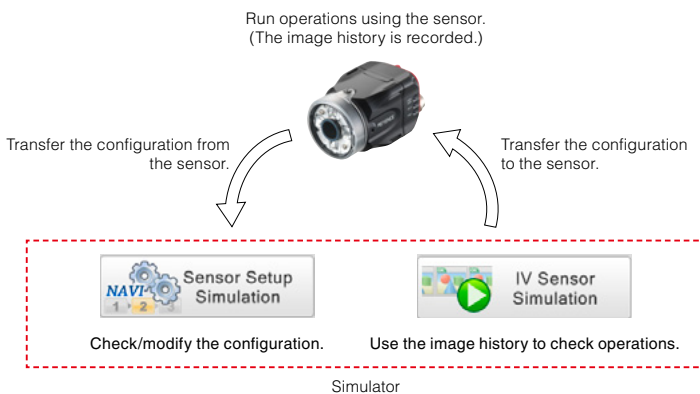 Run operations using the sensor.
(The image history is recorded.)
Transfer the configuration from
the sensor.
Transfer the configuration
to the sensor.
NAVI
1 2 3
Sensor Setup
Simulation
IV Sensor
Simulation
Check/modify the configuration.
Use the image history to check operations.
Simulator